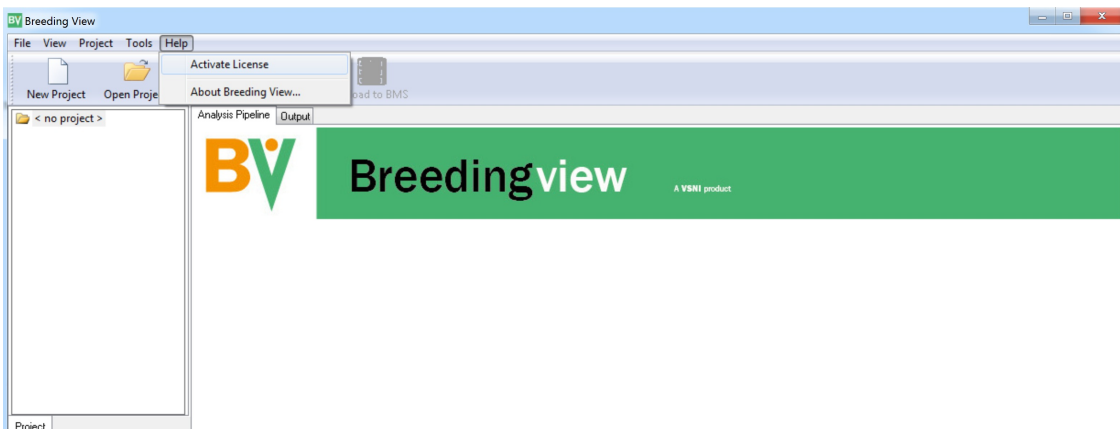 BV Breeding View
File View Project Tools Help
Activate License
About Breeding View...
New Project Open Proje
oad to BMS
< no project >
Analysis Pipeline Output
BV
Breedingview A VSNI product
Project